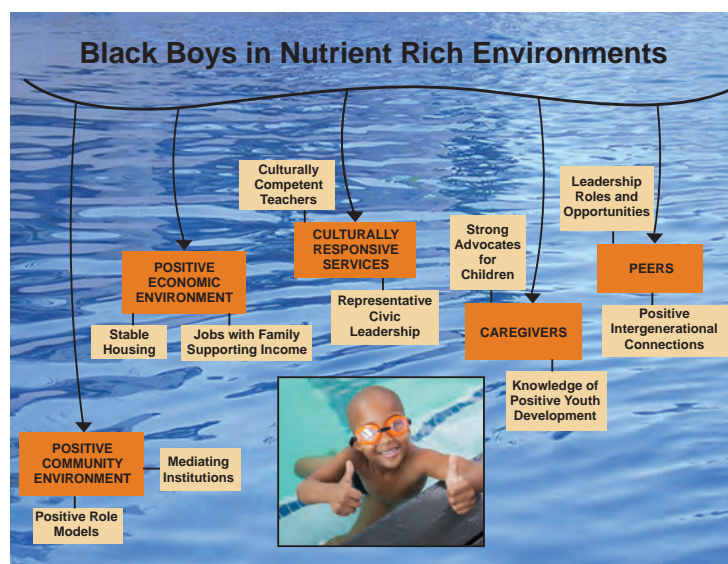 Black Boys in Nutrient Rich Environments
Culturally
Competent
Teachers
Leadership
Roles and
Opportunities
CULTURALLY
RESPONSIVE
SERVICES
Strong
Advocates
for
Children
POSITIVE
ECONOMIC
ENVIRONMENT
PEERS
Representative
Civic
Leadership
Stable
Housing
Jobs with Family
Supporting Income
CAREGIVERS
Positive
Intergenerational
Connections
Knowledge of
Positive Youth
Development
POSITIVE
COMMUNITY
ENVIRONMENT
Mediating
Institutions
Positive Role
Models